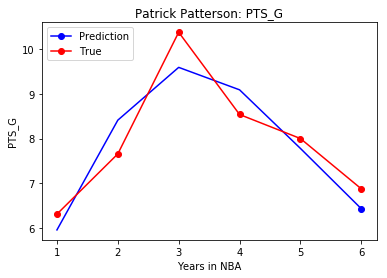 Patrick Patterson: PTS_G
Prediction
True
PTS_G
10
9
8
7
6
1 2 3 4 5 6
Years in NBA